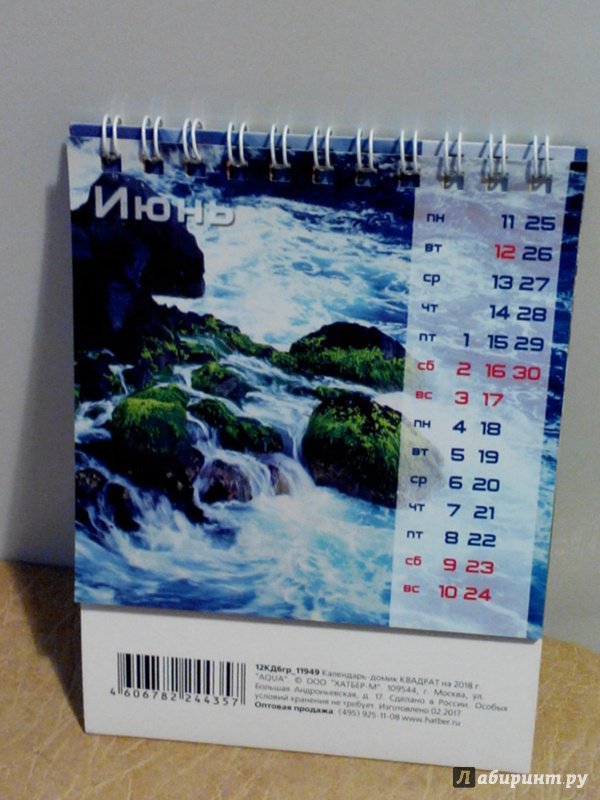 Июнь
пн 11 25
вт 12 26
ср 13 27
чт 14 28
пт 1 15 29
сб 2 16 30
вс 3 17
пн 4 18
вт 5 19
ср 6 20
чт 7 21
пт 8 22
сб 9 23
вс 10 24
4 606782 244357
12КД6гр_11949 Календарь-домик КВАДРАТ на 2018 г.
"AQUA". © ООО "ХАТБЕР-М" 109544, г. Москва, ул.
Большая Андроньевская, д. 17. Сделано в России. Особых
условий хранения не требует. Изготовлено 02.2017
Оптовая продажа (495) 925-11-08 www.hatber.ru
Лабиринт.ру